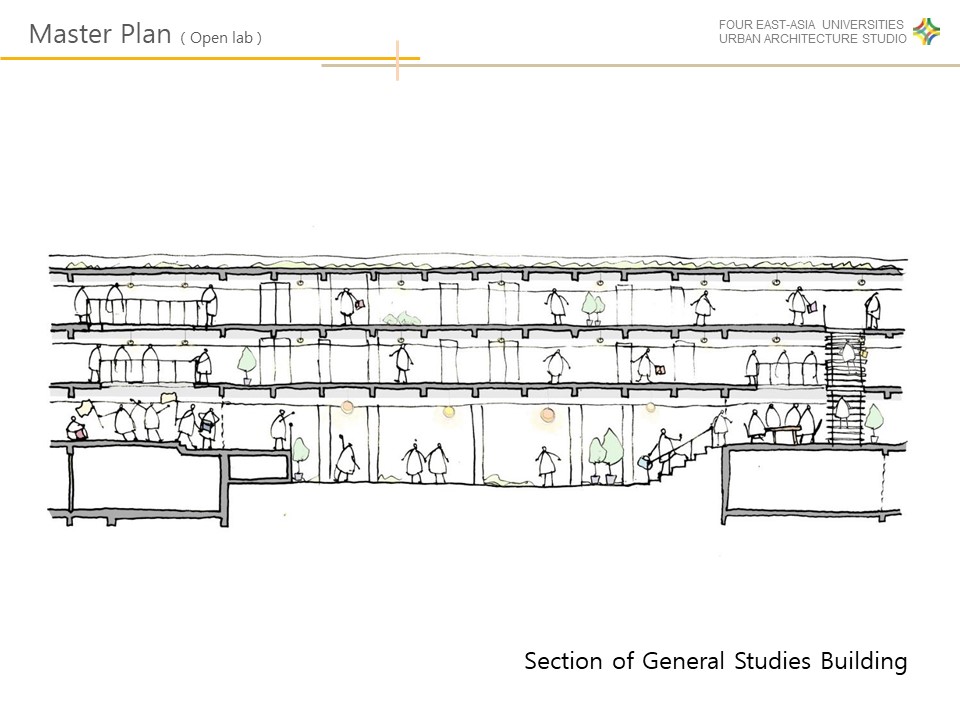 Master Plan ( Open lab )
FOUR EAST-ASIA UNIVERSITIES
URBAN ARCHITECTURE STUDIO
Section of General Studies Building